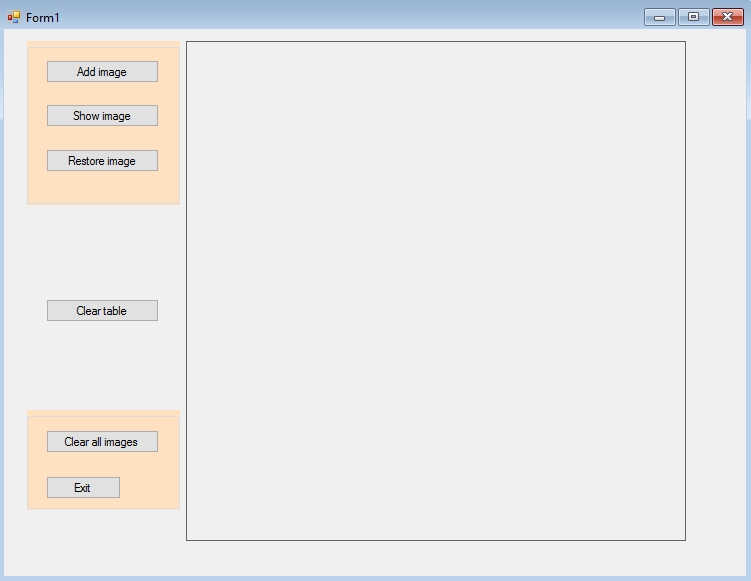 Form1
Add image
Show image
Restore image
Clear table
Clear all images
Exit